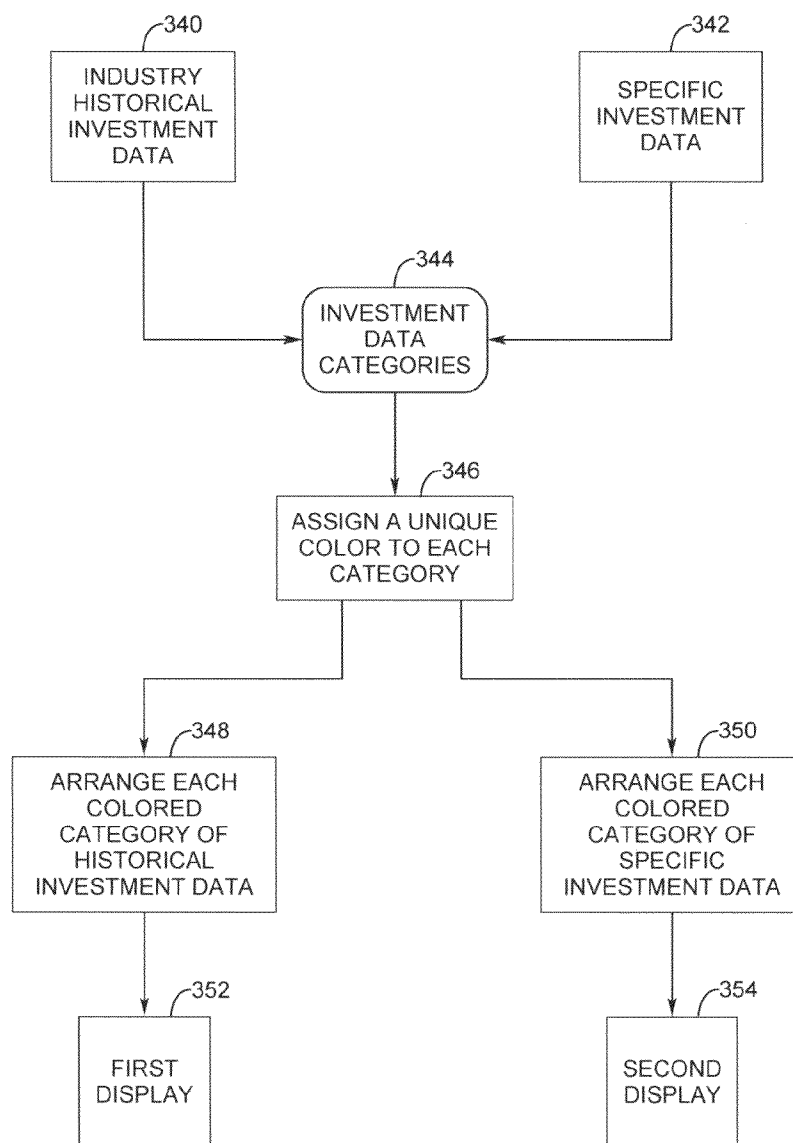 340
INDUSTRY
HISTORICAL
INVESTMENT
DATA
342
SPECIFIC
INVESTMENT
DATA
344
INVESTMENT
DATA
CATEGORIES
346
ASSIGN A UNIQUE
COLOR TO EACH
CATEGORY
348
ARRANGE EACH
COLORED
CATEGORY OF
HISTORICAL
INVESTMENT DATA
350
ARRANGE EACH
COLORED
CATEGORY OF
SPECIFIC
INVESTMENT DATA
352
FIRST
DISPLAY
354
SECOND
DISPLAY